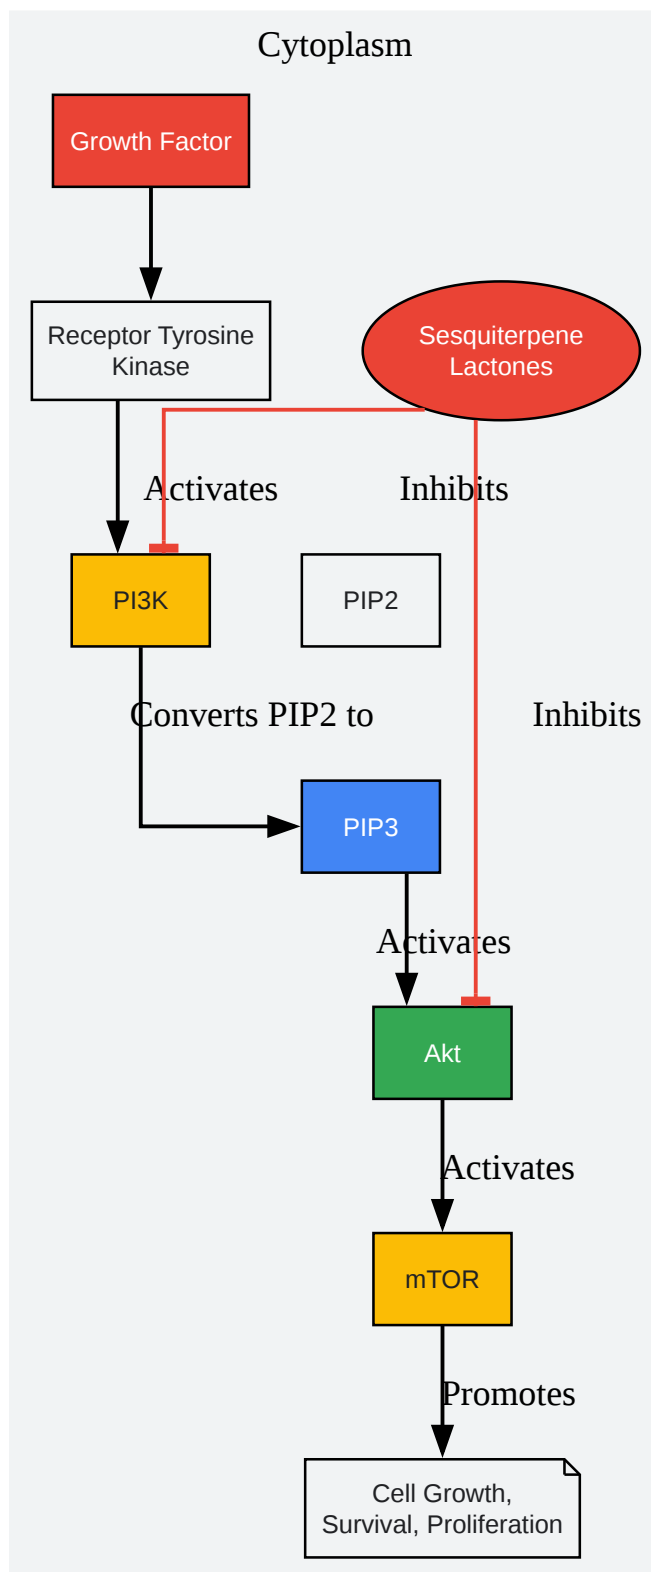 Cytoplasm
Growth Factor
Receptor Tyrosine
Kinase
Sesquiterpene
Lactones
Activates
Inhibits
PI3K
PIP2
Converts PIP2 to
Inhibits
PIP3
Activates
Akt
Activates
mTOR
Promotes
Cell Growth,
Survival, Proliferation